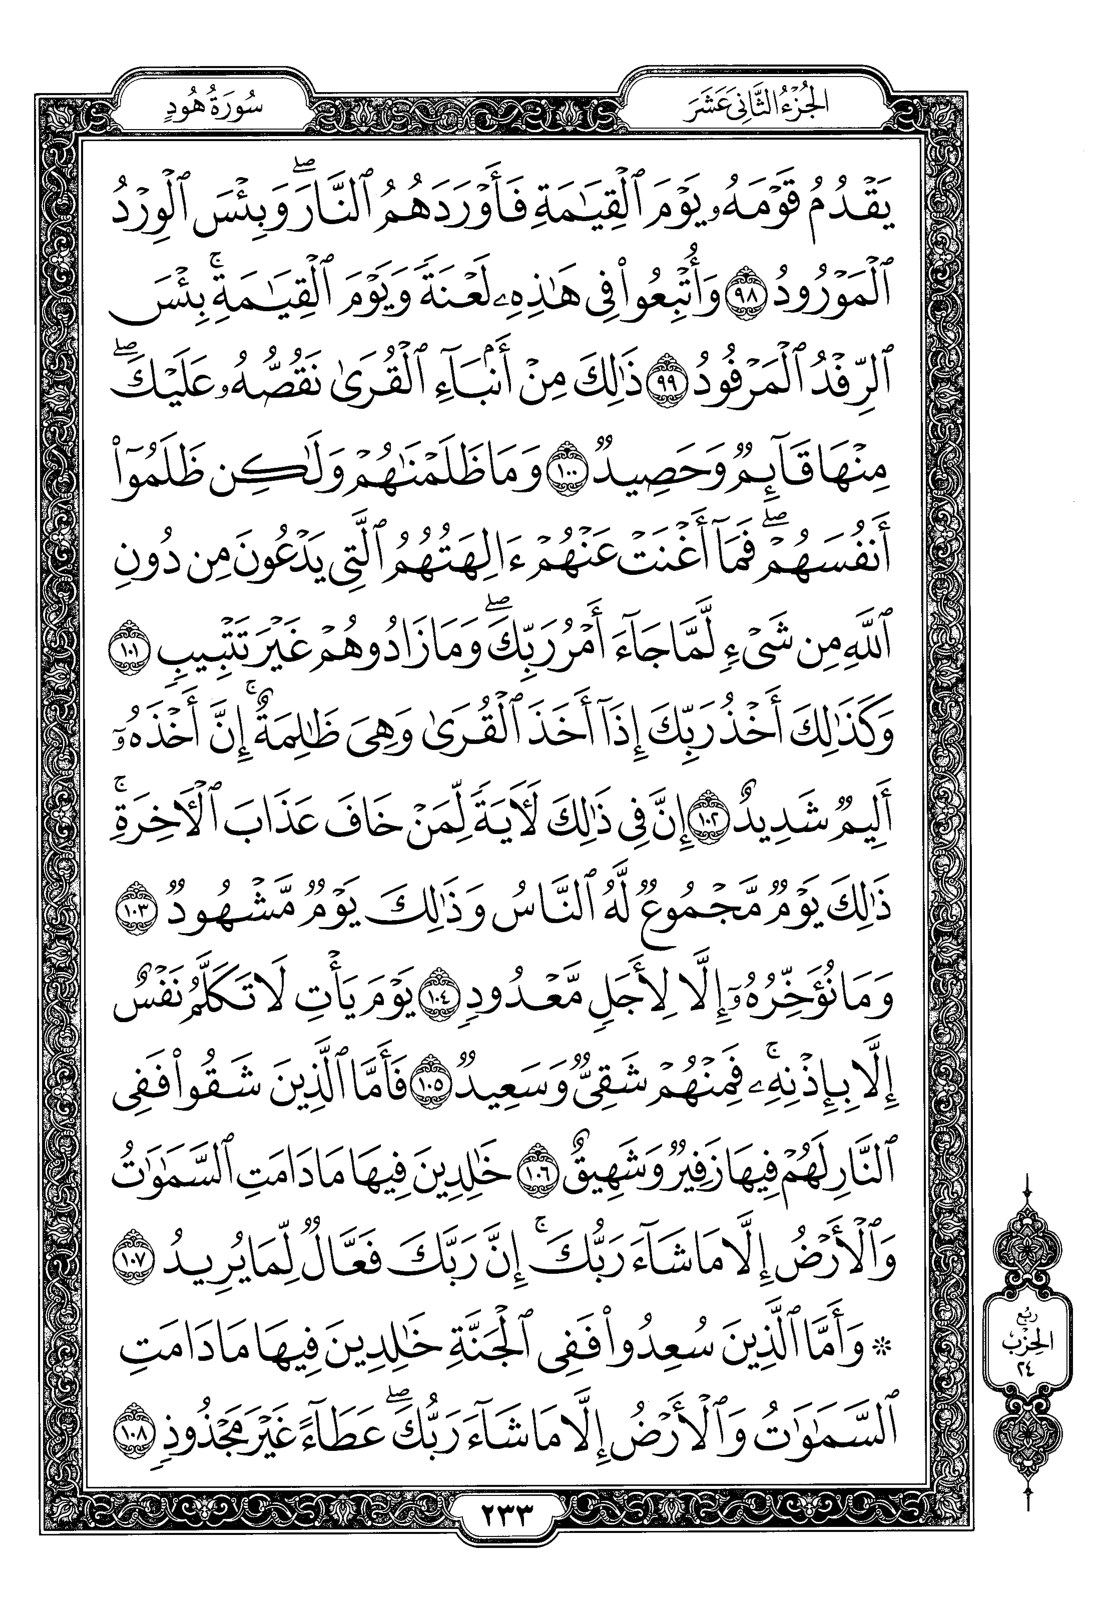 الجُزْءُ الثَّانِي عَشَرَ
سُورَةُ هُودٍ
يَقْدُمُ قَوْمَهُۥ يَوْمَ ٱلْقِيَـٰمَةِ فَأَوْرَدَهُمُ ٱلنَّارَ ۖ وَبِئْسَ ٱلْوِرْدُ
ٱلْمَوْرُودُ ٩٨ وَأُتْبِعُوا۟ فِى هَـٰذِهِۦ لَعْنَةً وَيَوْمَ ٱلْقِيَـٰمَةِ ۚ بِئْسَ
ٱلرِّفْدُ ٱلْمَرْفُودُ ٩٩ ذَٰلِكَ مِنْ أَنۢبَآءِ ٱلْقُرَىٰ نَقُصُّهُۥ عَلَيْكَ ۖ
مِنْهَا قَآئِمٌ وَحَصِيدٌ ١٠٠ وَمَا ظَلَمْنَـٰهُمْ وَلَـٰكِن ظَلَمُوٓا۟
أَنفُسَهُمْ ۖ فَمَآ أَغْنَتْ عَنْهُمْ ءَالِهَتُهُمُ ٱلَّتِى يَدْعُونَ مِن دُونِ
ٱللَّهِ مِن شَىْءٍ لَّمَّا جَآءَ أَمْرُ رَبِّكَ ۖ وَمَا زَادُوهُمْ غَيْرَ تَتْبِيبٍ ١٠١
وَكَذَٰلِكَ أَخْذُ رَبِّكَ إِذَآ أَخَذَ ٱلْقُرَىٰ وَهِىَ ظَـٰلِمَةٌ ۚ إِنَّ أَخْذَهُۥٓ
أَلِيمٌ شَدِيدٌ ١٠٢ إِنَّ فِى ذَٰلِكَ لَـَٔايَةً لِّمَنْ خَافَ عَذَابَ ٱلْـَٔاخِرَةِ ۚ
ذَٰلِكَ يَوْمٌ مَّجْمُوعٌ لَّهُ ٱلنَّاسُ وَذَٰلِكَ يَوْمٌ مَّشْهُودٌ ١٠٣
وَمَا نُؤَخِّرُهُۥٓ إِلَّا لِأَجَلٍ مَّعْدُودٍ ١٠٤ يَوْمَ يَأْتِ لَا تَكَلَّمُ نَفْسٌ
إِلَّا بِإِذْنِهِۦ ۚ فَمِنْهُمْ شَقِىٌّ وَسَعِيدٌ ١٠٥ فَأَمَّا ٱلَّذِينَ شَقُوا۟ فَفِى
ٱلنَّارِ لَهُمْ فِيهَا زَفِيرٌ وَشَهِيقٌ ١٠٦ خَـٰلِدِينَ فِيهَا مَا دَامَتِ ٱلسَّمَـٰوَٰتُ
وَٱلْأَرْضُ إِلَّا مَا شَآءَ رَبُّكَ ۚ إِنَّ رَبَّكَ فَعَّالٌ لِّمَا يُرِيدُ ١٠٧
* وَأَمَّا ٱلَّذِينَ سُعِدُوا۟ فَفِى ٱلْجَنَّةِ خَـٰلِدِينَ فِيهَا مَا دَامَتِ
ٱلسَّمَـٰوَٰتُ وَٱلْأَرْضُ إِلَّا مَا شَآءَ رَبُّكَ ۖ عَطَآءً غَيْرَ مَجْذُوذٍ ١٠٨
رُبْعُ
الحِزْب
٢٤
٢٣٣